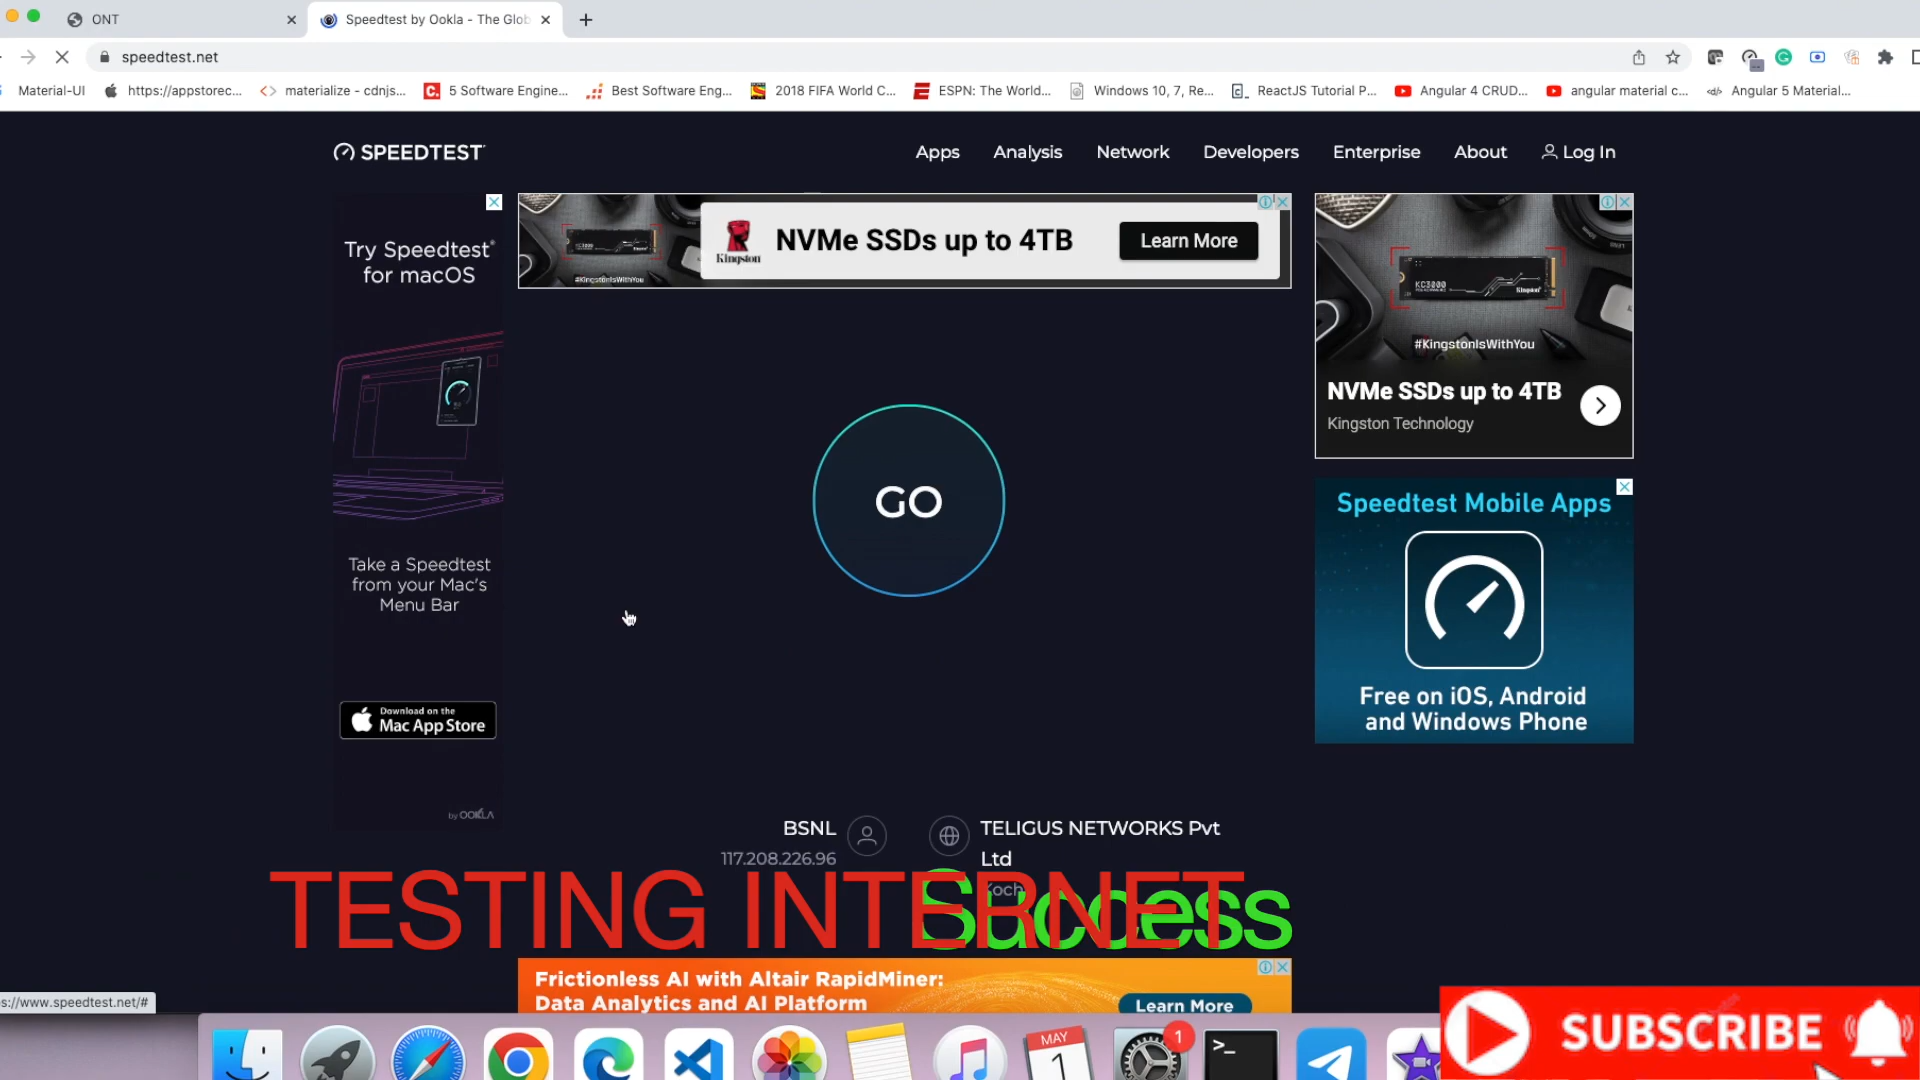 ONT
Speedtest by Ookla - The Glob
speedtest.net
Material-UI
https://appstorec...
materialize - cdnjs...
5 Software Engine...
Best Software Eng...
2018 FIFA World C...
ESPN: The World...
Windows 10, 7, Re...
ReactJS Tutorial P...
Angular 4 CRUD...
angular material c...
Angular 5 Material...
SPEEDTEST
Apps
Analysis
Network
Developers
Enterprise
About
Log In
Try Speedtest®
for macOS
Take a Speedtest
from your Mac's
Menu Bar
Download on the
Mac App Store
by OOKLA
KC3000
#KingstonIsWithYou
Kingston
NVMe SSDs up to 4TB
Learn More
KC3000
Kingston
#KingstonIsWithYou
NVMe SSDs up to 4TB
Kingston Technology
GO
Speedtest Mobile Apps
Free on iOS, Android
and Windows Phone
BSNL
117.208.226.96
TELIGUS NETWORKS Pvt
Ltd
TESTING INTERNET
Success
Frictionless AI with Altair RapidMiner:
Data Analytics and AI Platform
Learn More
s://www.speedtest.net/#
MAY
1
1
>_
SUBSCRIBE